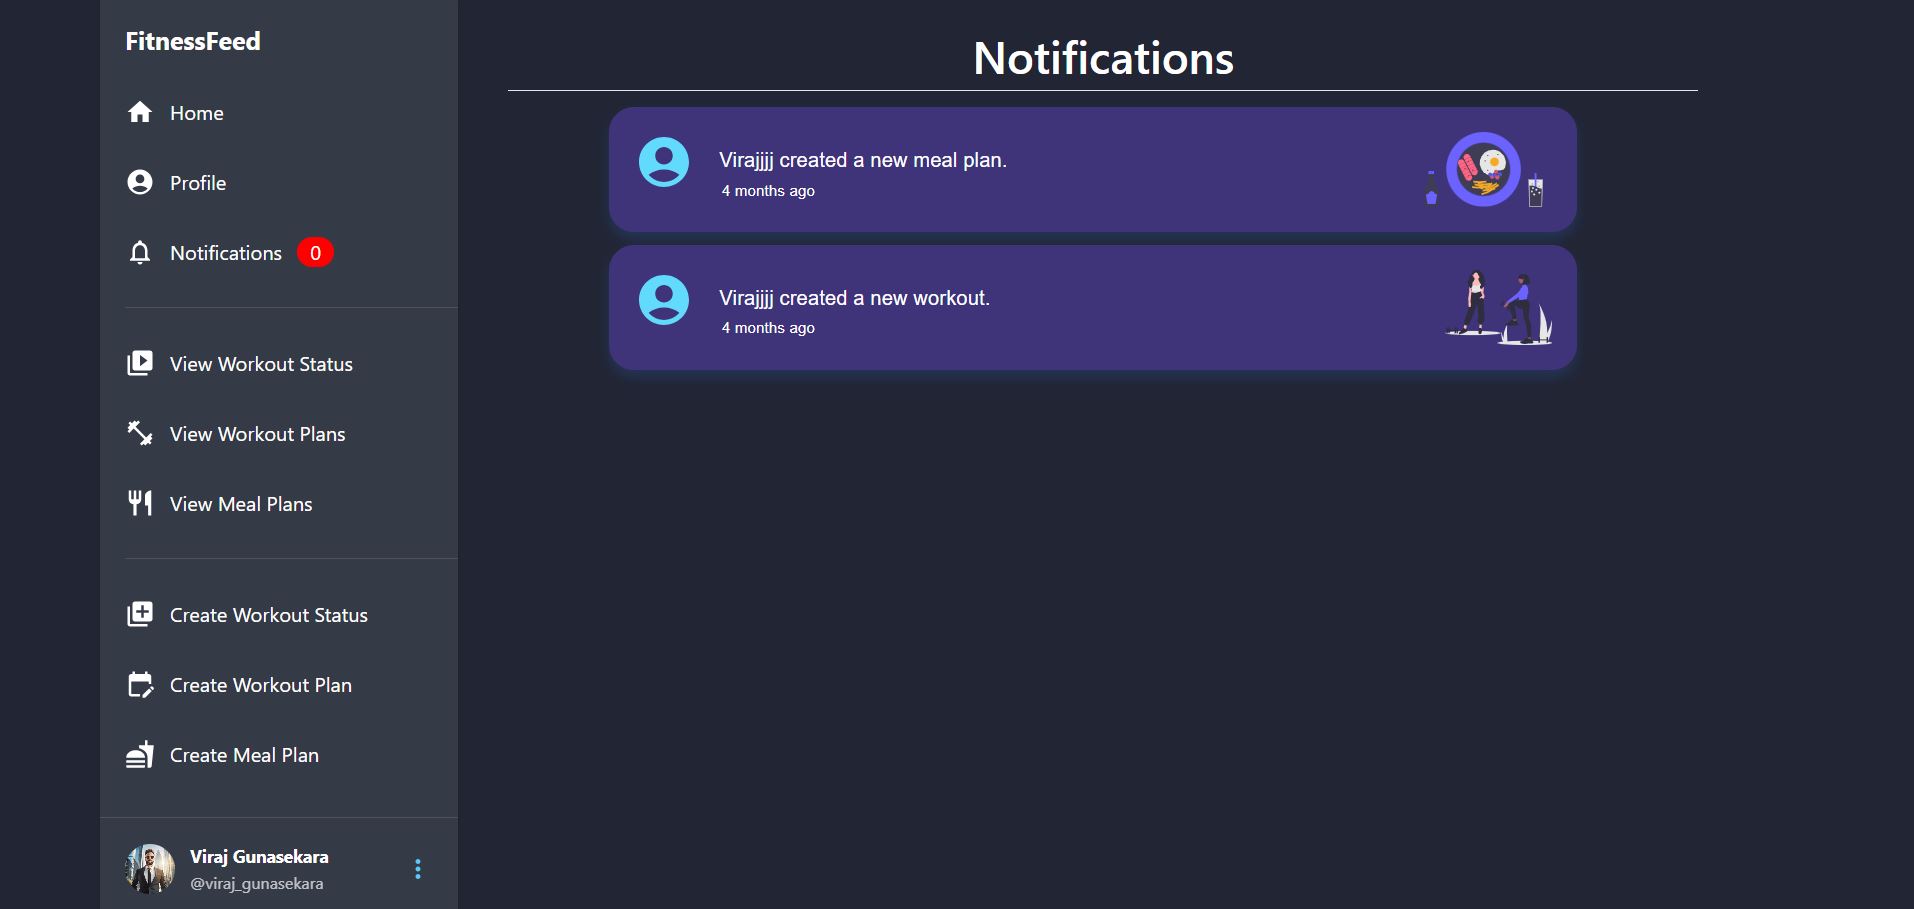 FitnessFeed
Home
Profile
Notifications 0
View Workout Status
View Workout Plans
View Meal Plans
Create Workout Status
Create Workout Plan
Create Meal Plan
Viraj Gunasekara
@viraj_gunasekara
Notifications
Virajjjj created a new meal plan.
4 months ago
Virajjjj created a new workout.
4 months ago